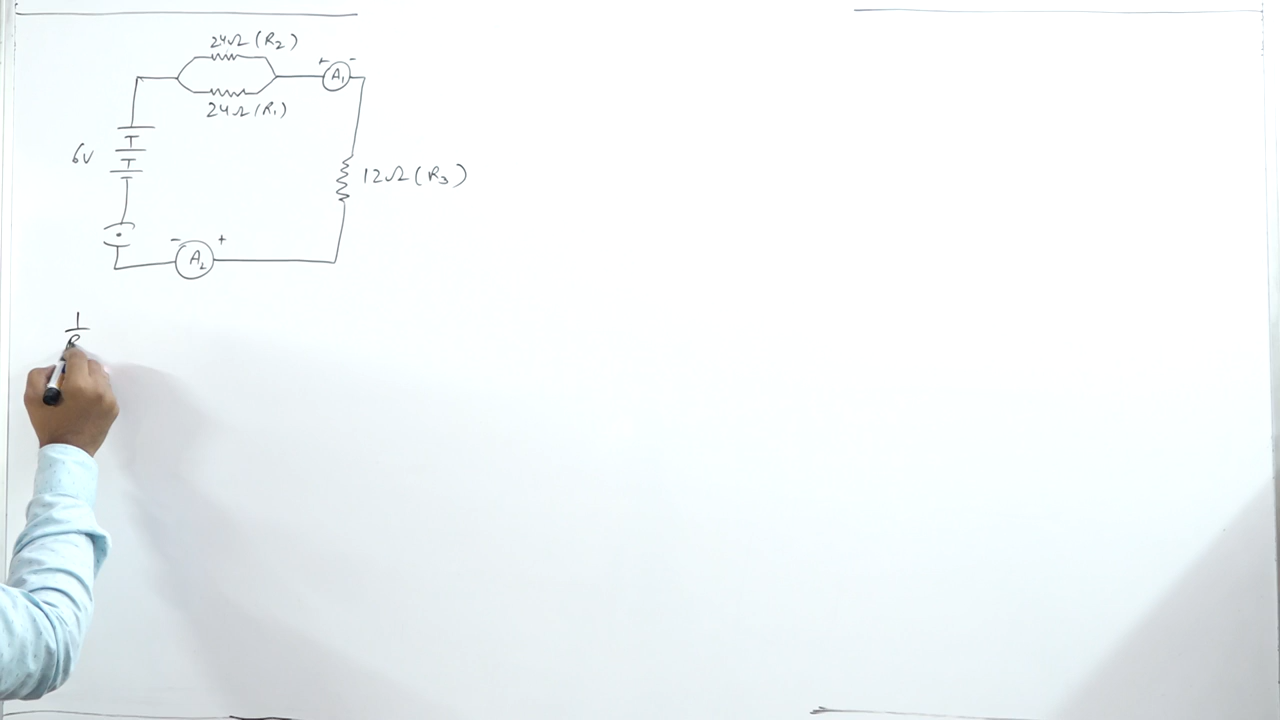 24Ω (R2)
+ -
A1
24Ω (R1)
6V
12Ω (R3)
- +
A2
1
R